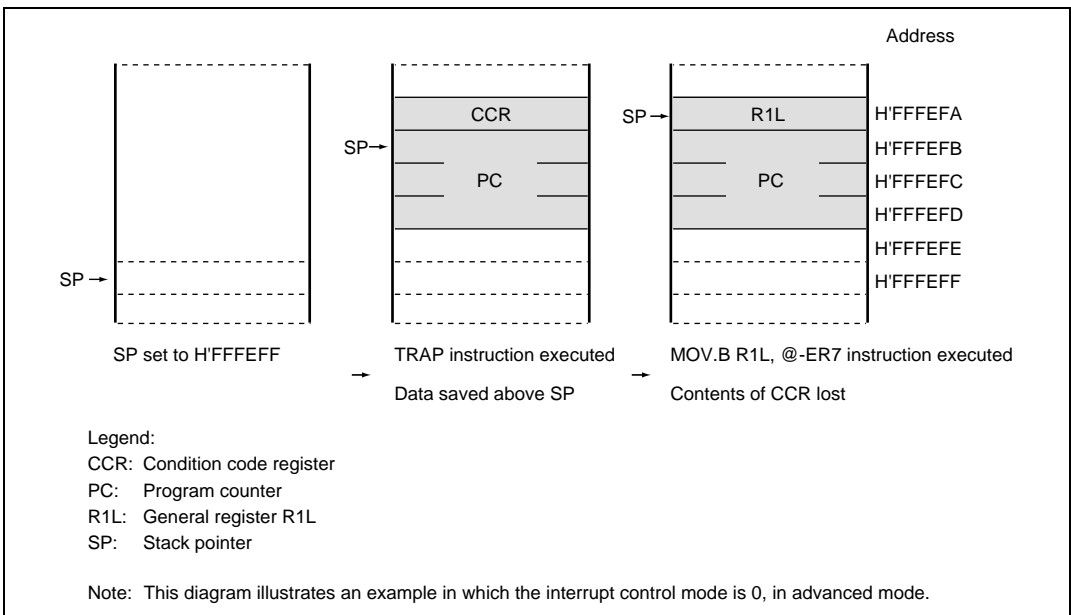 Address
CCR
SP
R1L
H'FFFEFA
SP
H'FFFEFB
PC
PC
H'FFFEFC
H'FFFEFD
H'FFFEFE
SP
H'FFFEFF
SP set to H'FFFEFF
TRAP instruction executed
MOV.B R1L, @-ER7 instruction executed
Data saved above SP
Contents of CCR lost
Legend:
CCR: Condition code register
PC: Program counter
R1L: General register R1L
SP: Stack pointer
Note: This diagram illustrates an example in which the interrupt control mode is 0, in advanced mode.